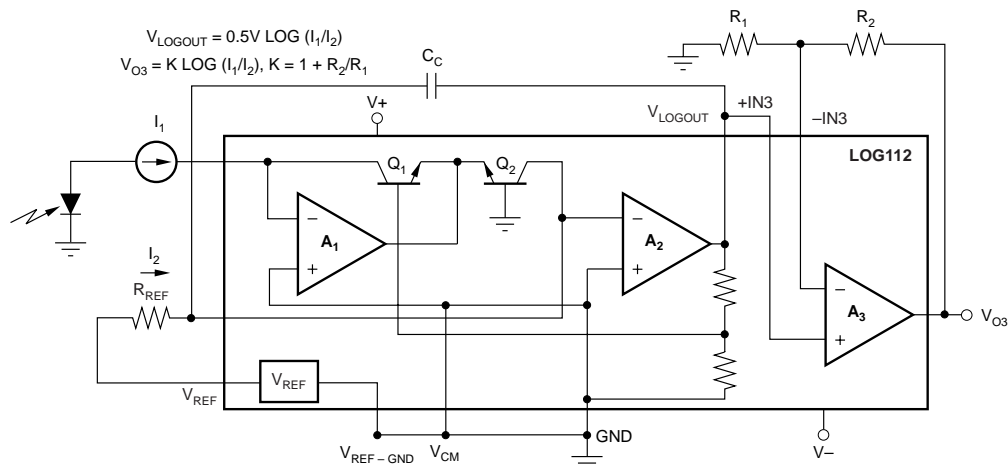 V_LOGOUT = 0.5V LOG (I_1/I_2)
V_O3 = K LOG (I_1/I_2), K = 1 + R_2/R_1
R_1
R_2
C_C
V+
V_LOGOUT
+IN3
–IN3
I_1
Q_1
Q_2
LOG112
–
A_1
+
–
A_2
+
I_2
R_REF
–
A_3
+
V_O3
V_REF
V_REF
V_REF – GND
V_CM
GND
V–